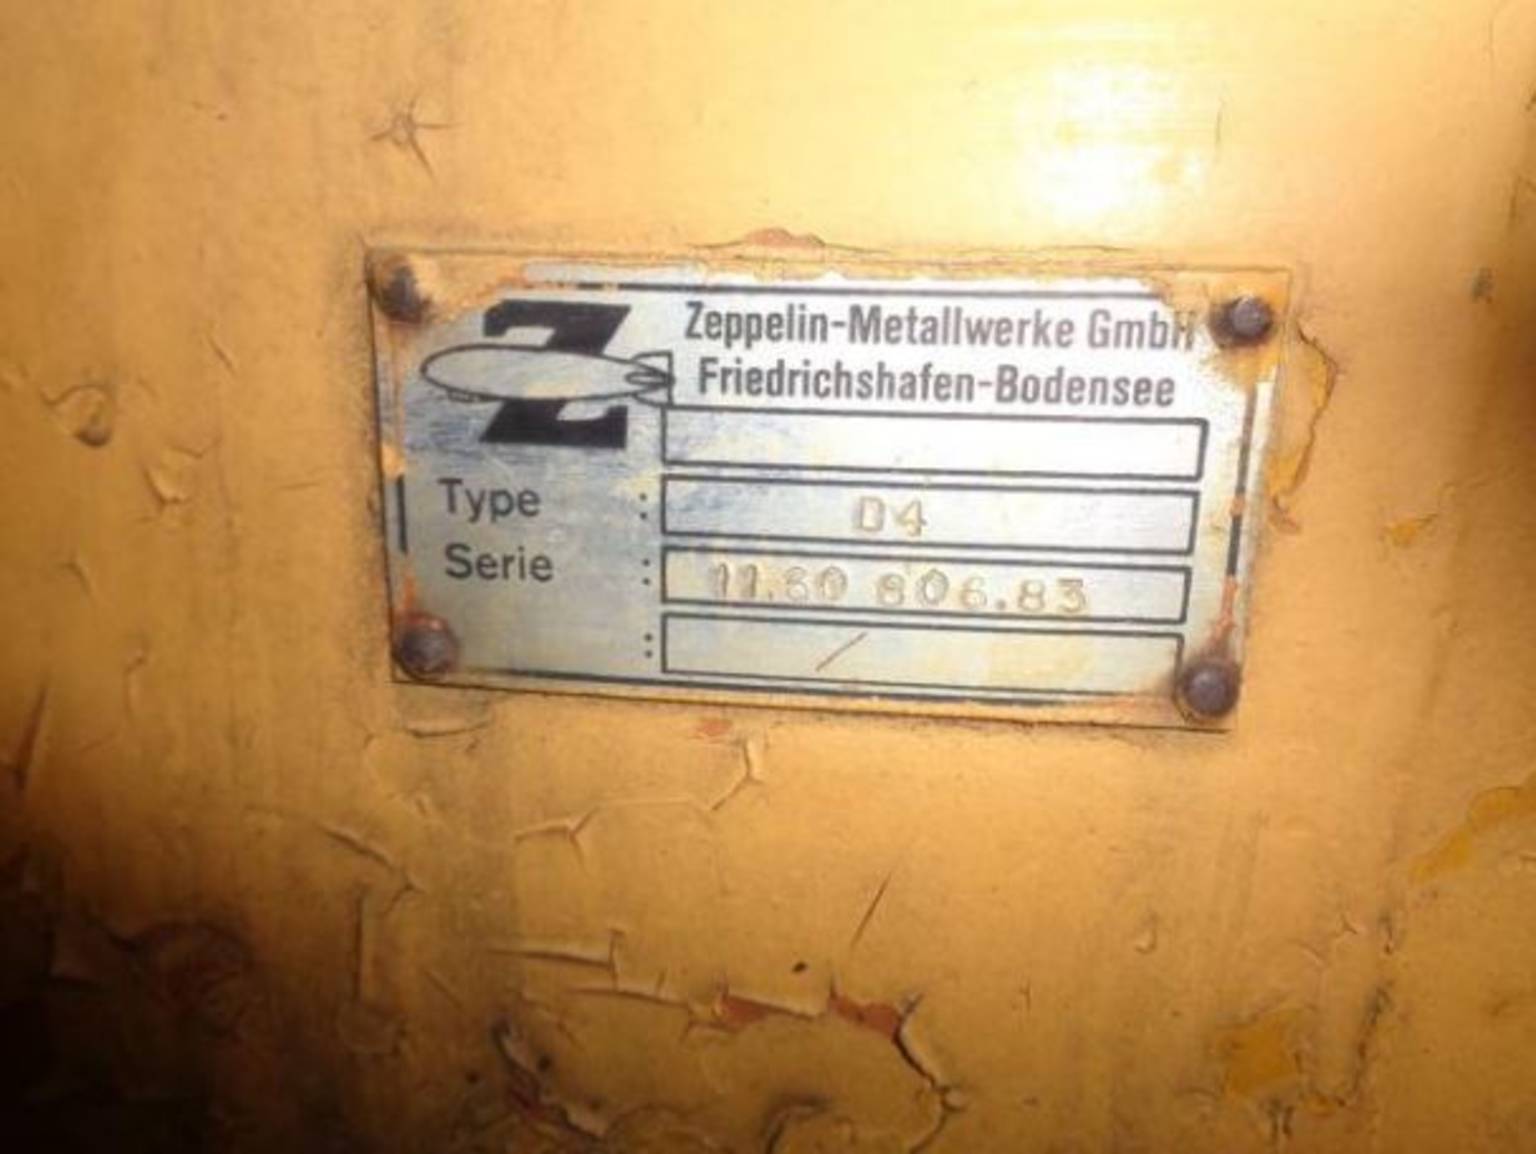 Z
Zeppelin-Metallwerke GmbH
Friedrichshafen-Bodensee
Type : D4
Serie : 11.60 806.83
: /